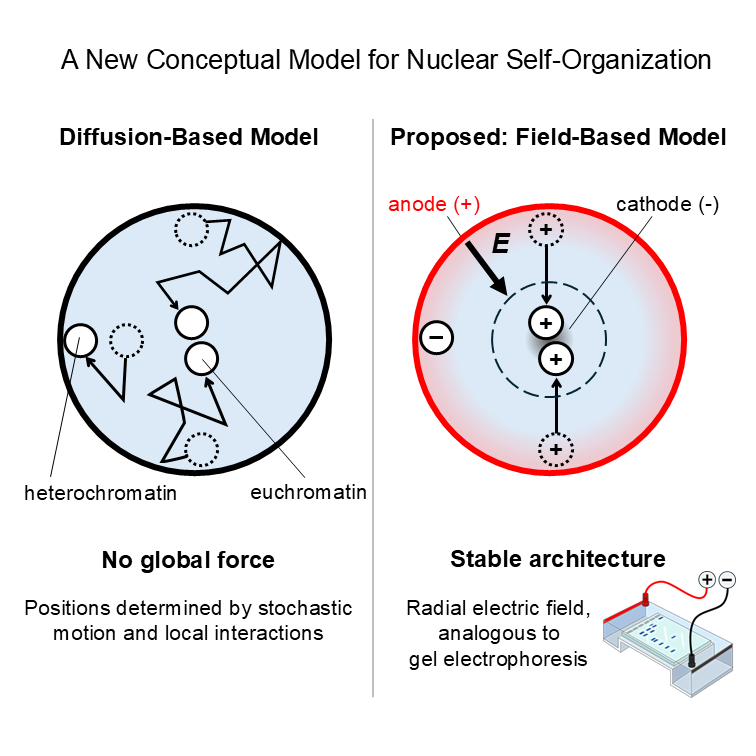 A New Conceptual Model for Nuclear Self-Organization
Diffusion-Based Model
heterochromatin
euchromatin
No global force
Positions determined by stochastic
motion and local interactions
Proposed: Field-Based Model
anode (+)
cathode (-)
E
+
+
−
+
+
Stable architecture
Radial electric field,
analogous to
gel electrophoresis
+
−